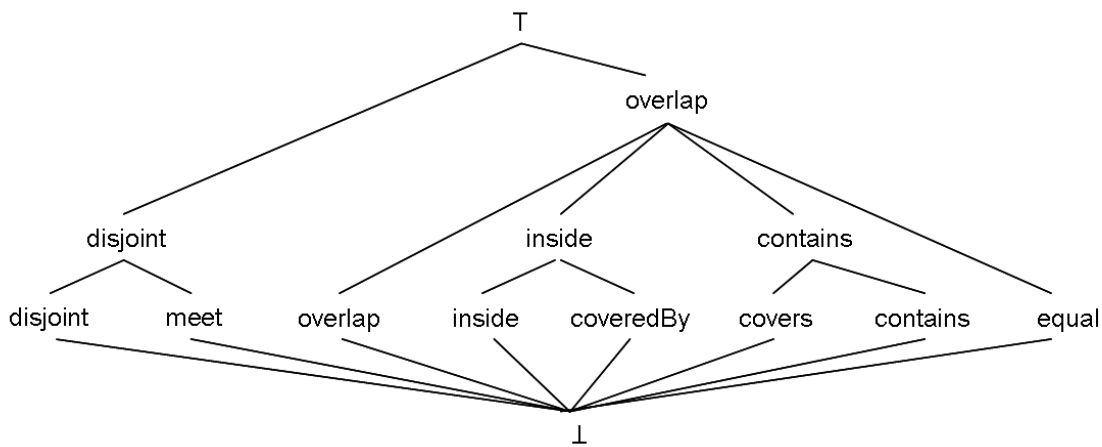 T
overlap
disjoint inside contains
disjoint meet overlap inside coveredBy covers contains equal
⊥